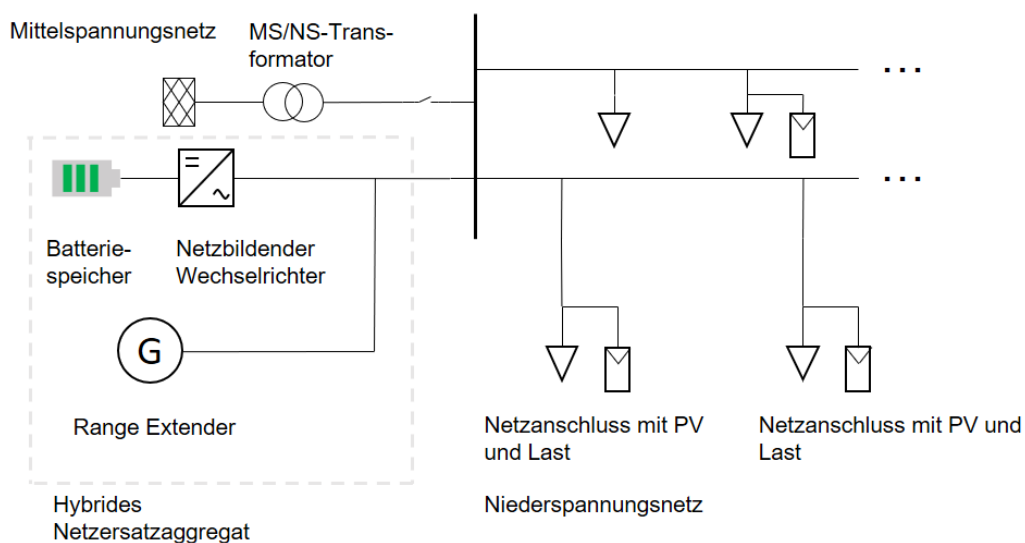 Mittelspannungsnetz
MS/NS-Trans-
formator
...
Batterie-
speicher
Netzbildender
Wechselrichter
...
G
Range Extender
Netzanschluss mit PV
und Last
Netzanschluss mit PV und
Last
Hybrides
Netzersatzaggregat
Niederspannungsnetz